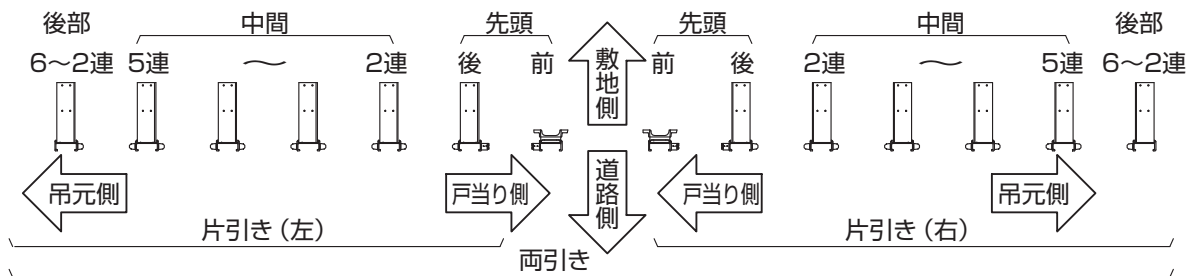 後部 中間 先頭 先頭 中間 後部
6〜2連 5連 〜 2連 後 前 敷地側 前 後 2連 〜 5連 6〜2連
吊元側 戸当り側 道路側 戸当り側 吊元側
片引き（左） 片引き（右）
両引き